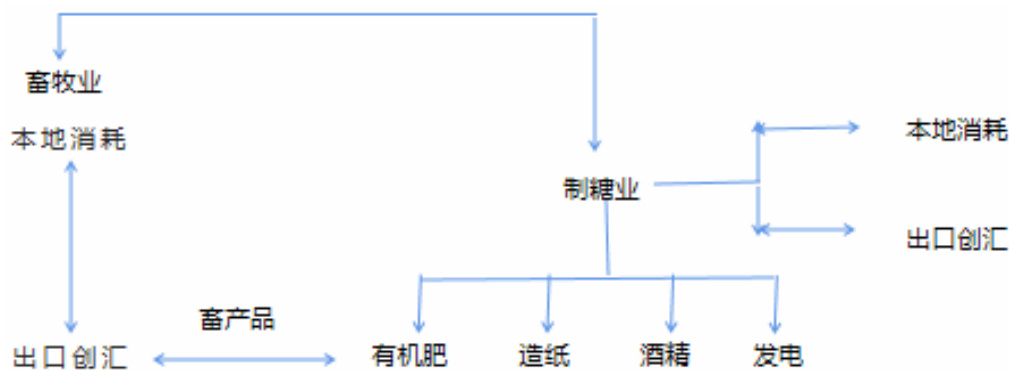 畜牧业
本地消耗
本地消耗
制糖业
出口创汇
畜产品
出口创汇
有机肥
造纸
酒精
发电